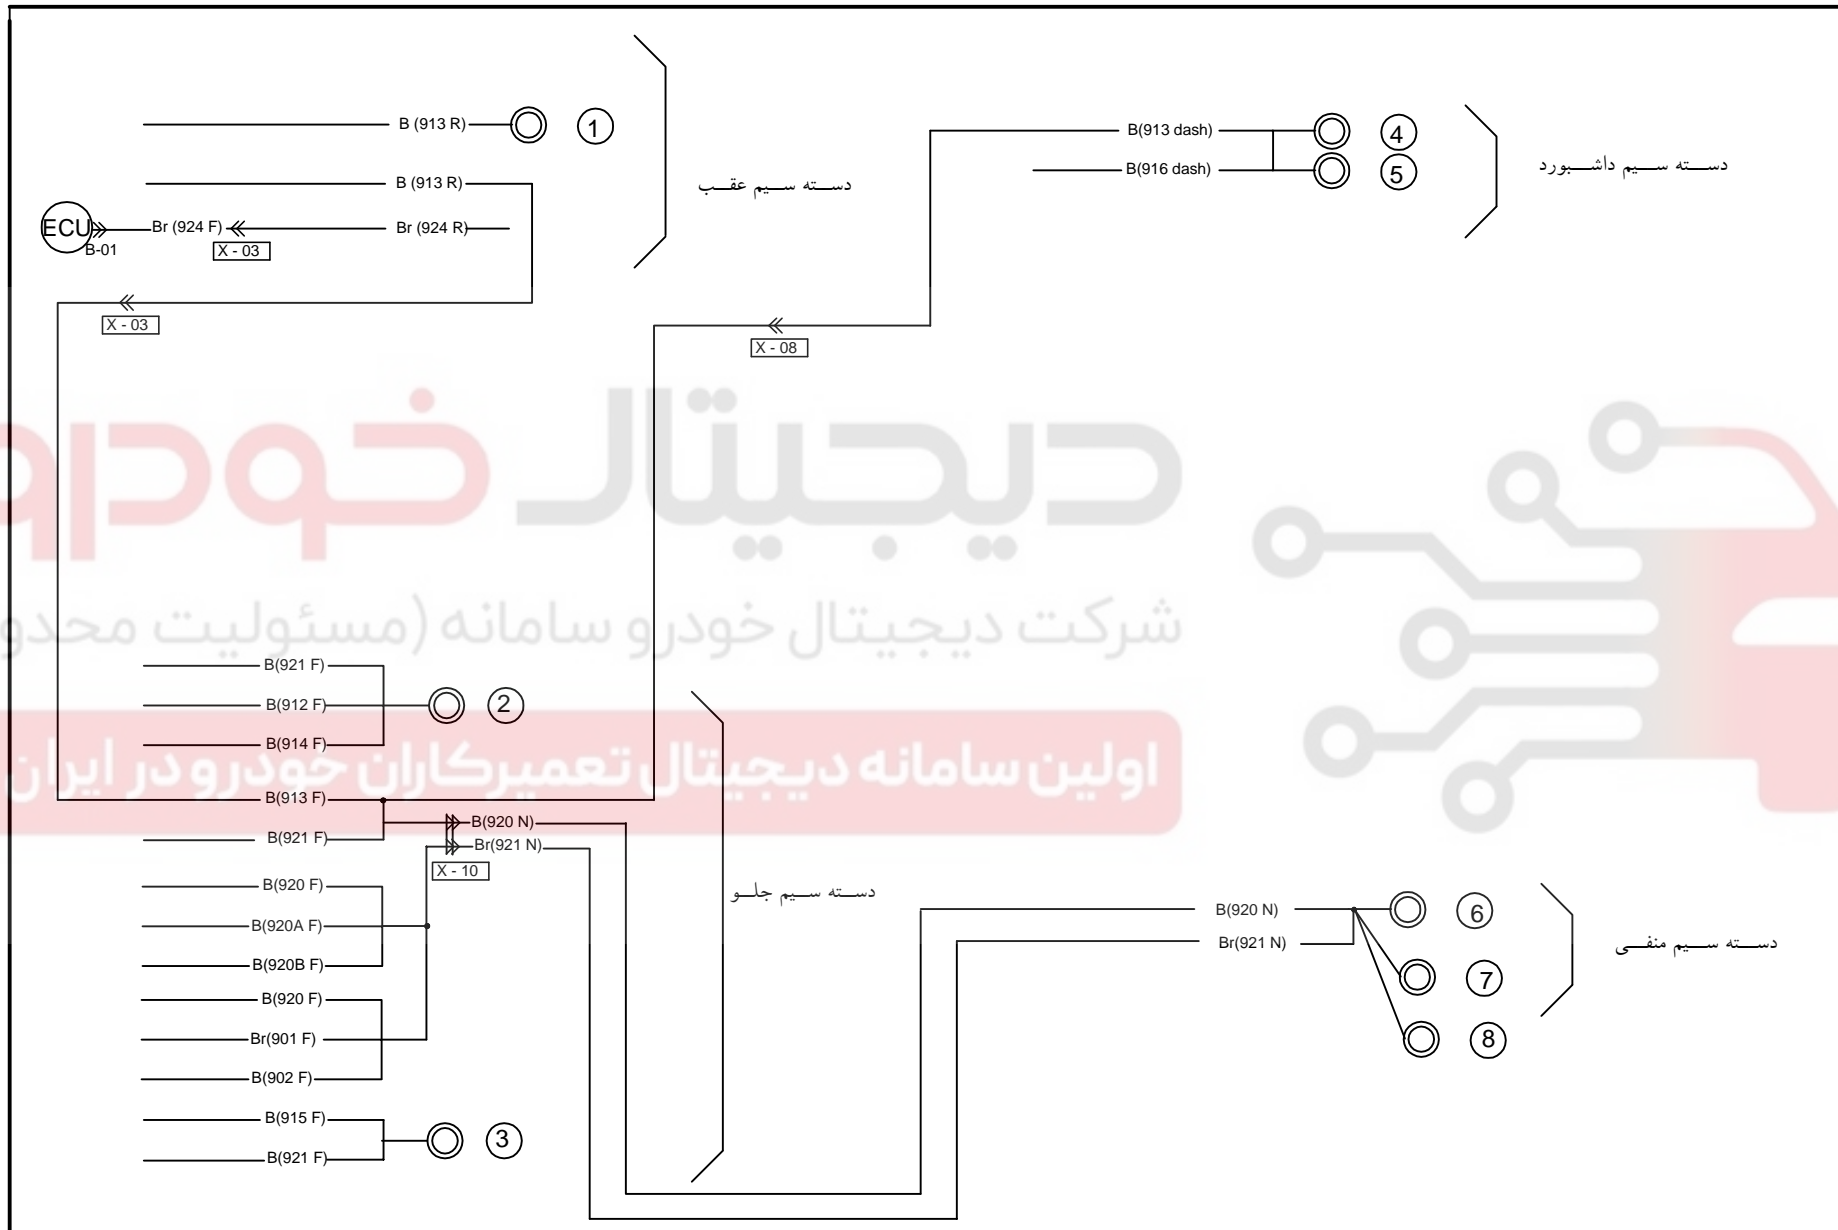 B (913 R)
1
B (913 R)
دسته سیم عقب
ECU
B-01
Br (924 F)
X - 03
Br (924 R)
X - 03
B(913 dash)
4
B(916 dash)
5
دسته سیم داشبورد
X - 08
دیجیتال خودرو
شرکت دیجیتال خودرو سامانه (مسئولیت محدو
اولین سامانه دیجیتال تعمیرکاران خودرو در ایران
B(921 F)
B(912 F)
2
B(914 F)
B(913 F)
B(921 F)
B(920 N)
Br(921 N)
X - 10
B(920 F)
B(920A F)
B(920B F)
دسته سیم جلو
B(920 F)
Br(901 F)
B(902 F)
B(915 F)
3
B(921 F)
B(920 N)
6
Br(921 N)
7
8
دسته سیم منفی